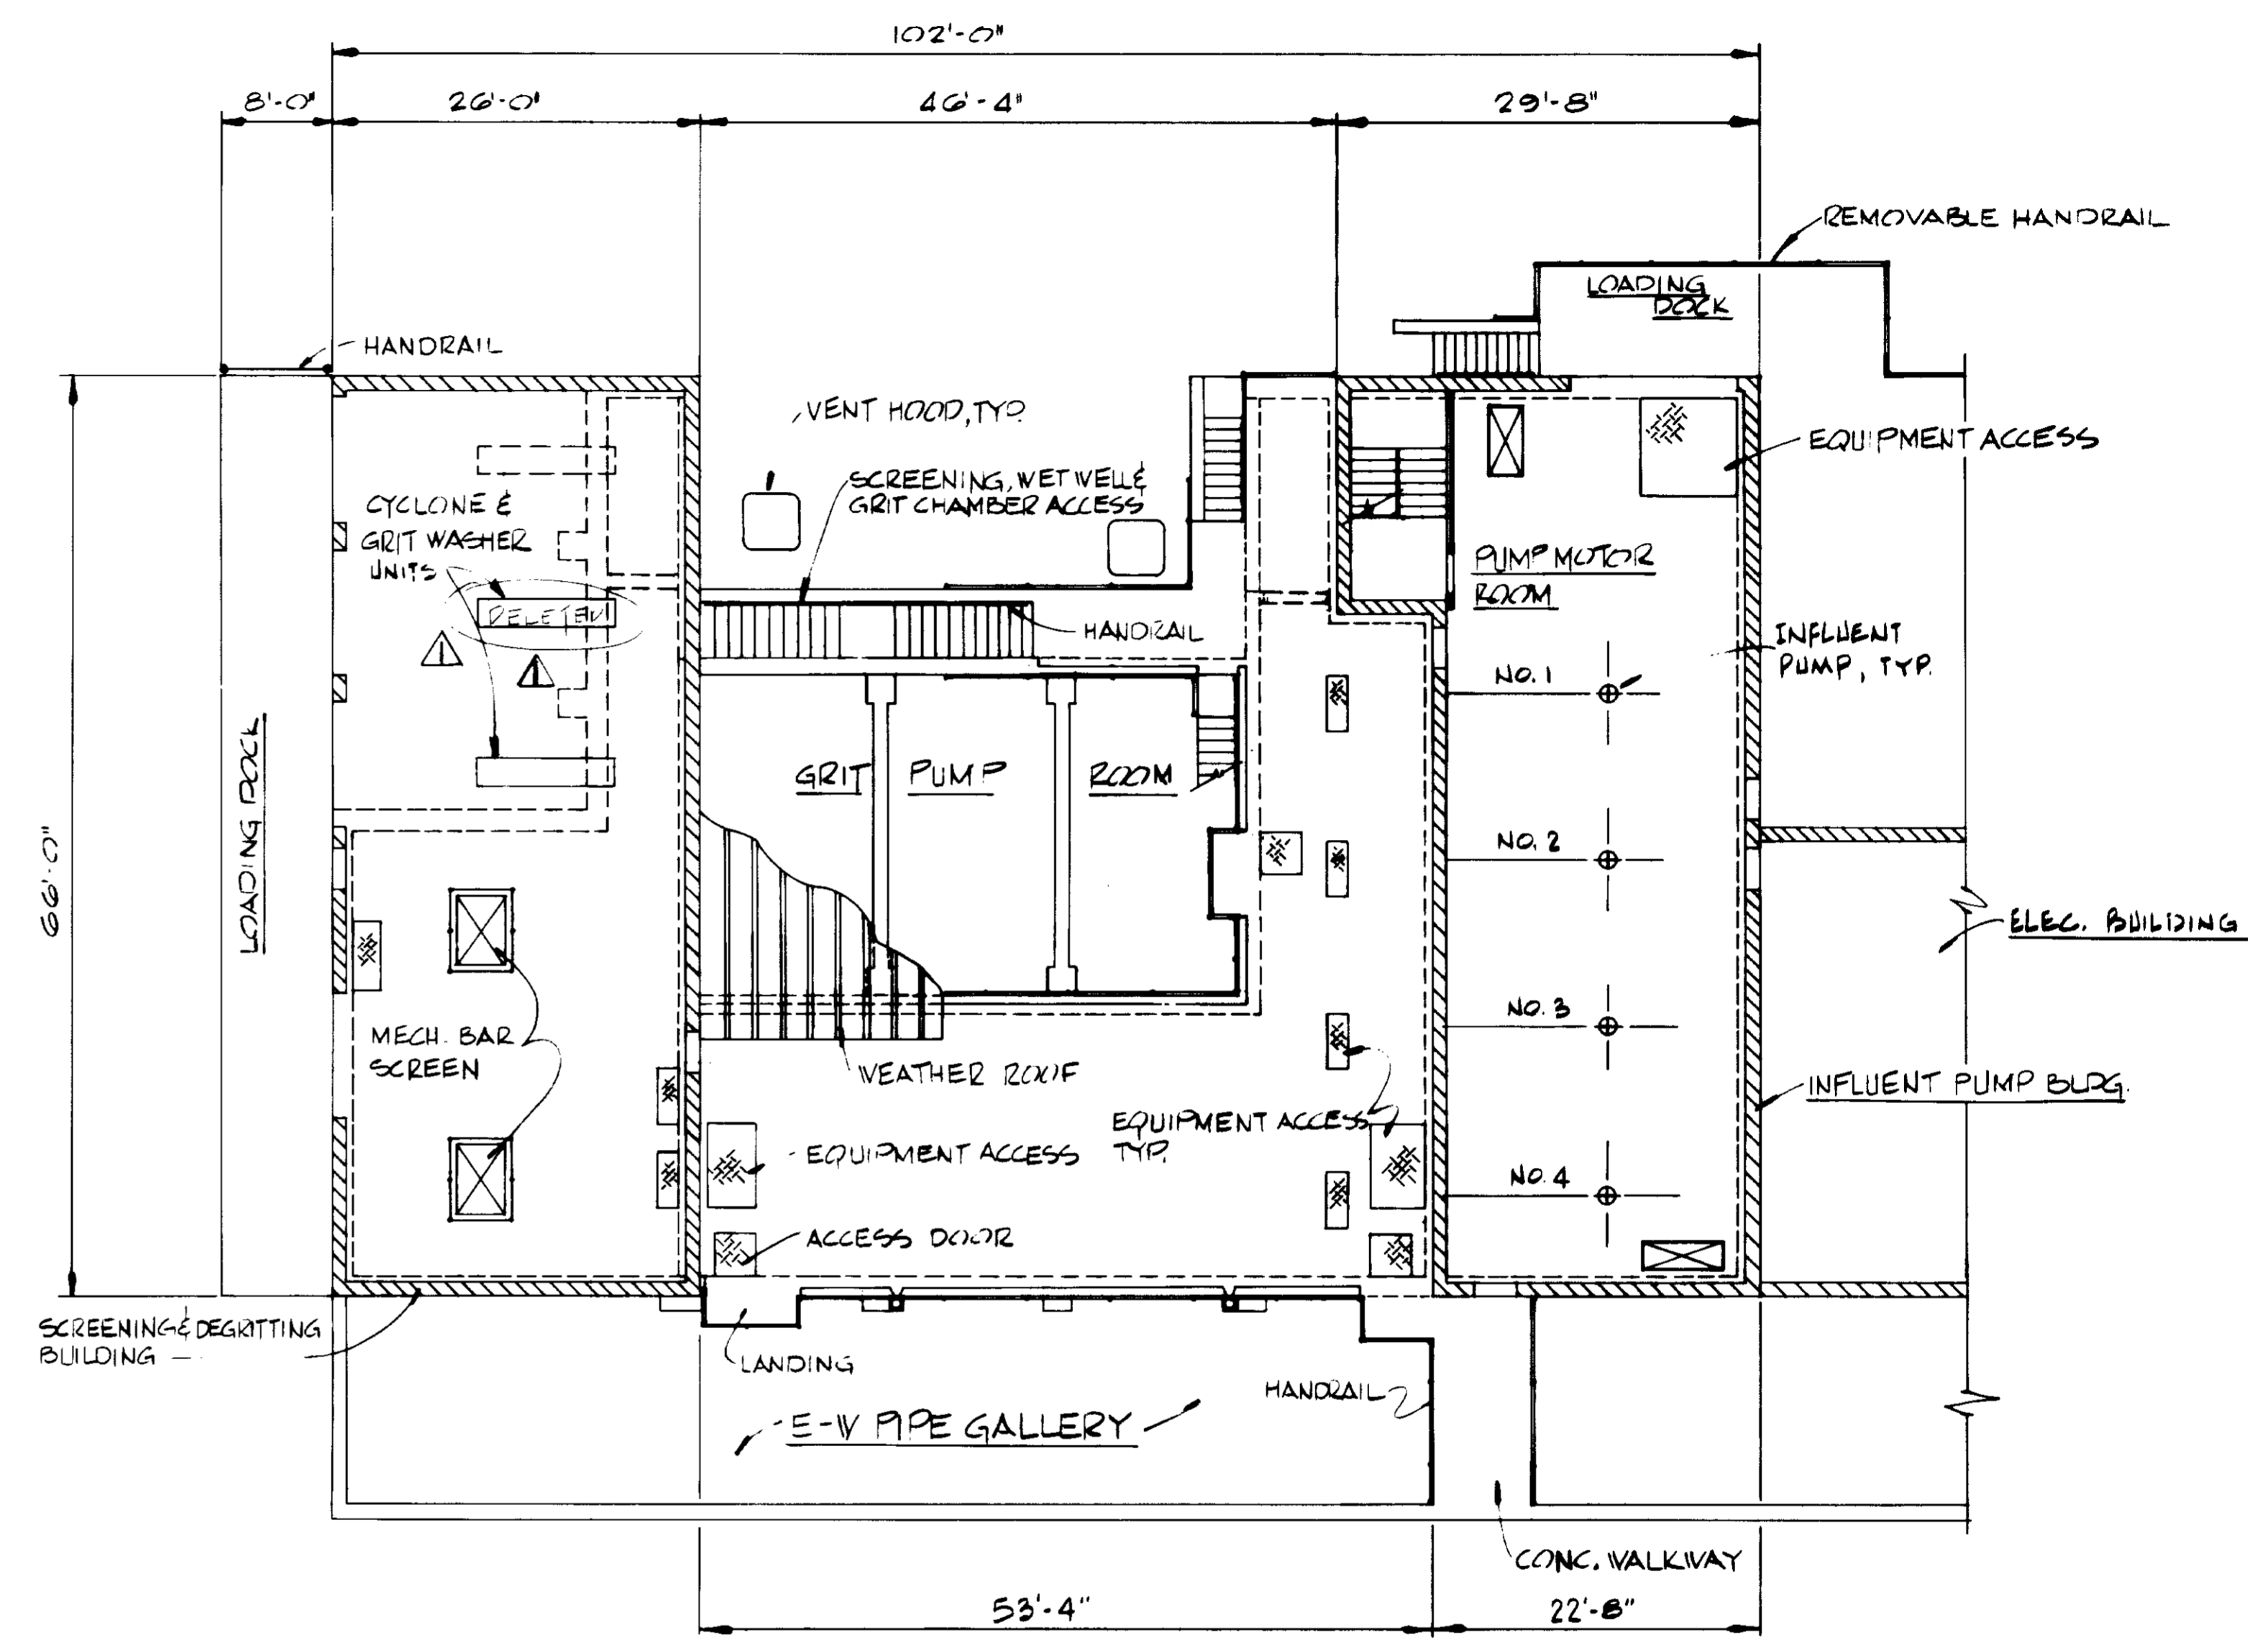 102'-0"
8'-0"
26'-0"
46'-4"
29'-8"
REMOVABLE HANDRAIL
LOADING
DOCK
HANDRAIL
VENT HOOD, TYP.
EQUIPMENT ACCESS
SCREENING, WET WELL &
GRIT CHAMBER ACCESS
CYCLONE &
GRIT WASHER
UNITS
DELETED
1
1
PUMP MOTOR
ROOM
HANDRAIL
INFLUENT
PUMP, TYP.
NO. 1
GRIT PUMP ROOM
LOADING DOCK
66'-0"
NO. 2
ELEC. BUILDING
NO. 3
MECH. BAR
SCREEN
WEATHER ROOF
INFLUENT PUMP BLDG.
EQUIPMENT ACCESS
TYP.
EQUIPMENT ACCESS
NO. 4
ACCESS DOOR
SCREENING & DEGRITTING
BUILDING
LANDING
HANDRAIL
E-W PIPE GALLERY
CONC. WALKWAY
53'-4"
22'-8"